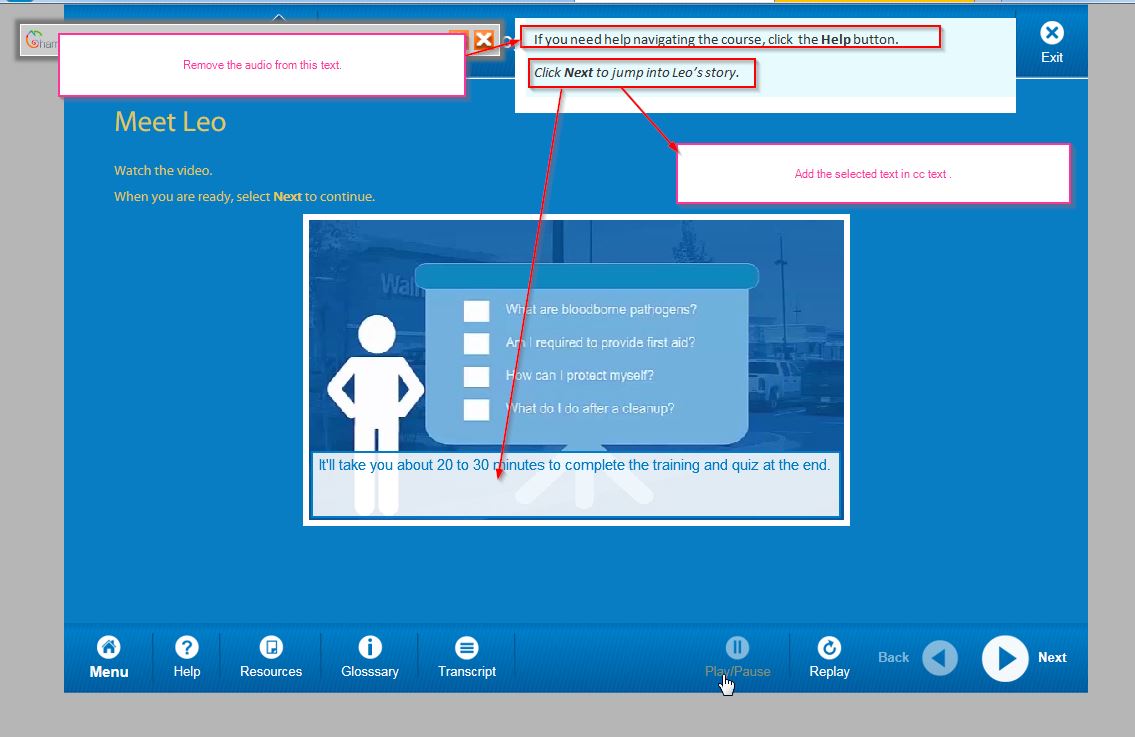 Remove the audio from this text.
If you need help navigating the course, click the Help button.
Click Next to jump into Leo's story.
Exit
Meet Leo
Watch the video.
When you are ready, select Next to continue.
Add the selected text in cc text .
What are bloodborne pathogens?
Am I required to provide first aid?
How can I protect myself?
What do I do after a cleanup?
It'll take you about 20 to 30 minutes to complete the training and quiz at the end.
Menu
Help
Resources
Glosssary
Transcript
Play/Pause
Replay
Back
Next